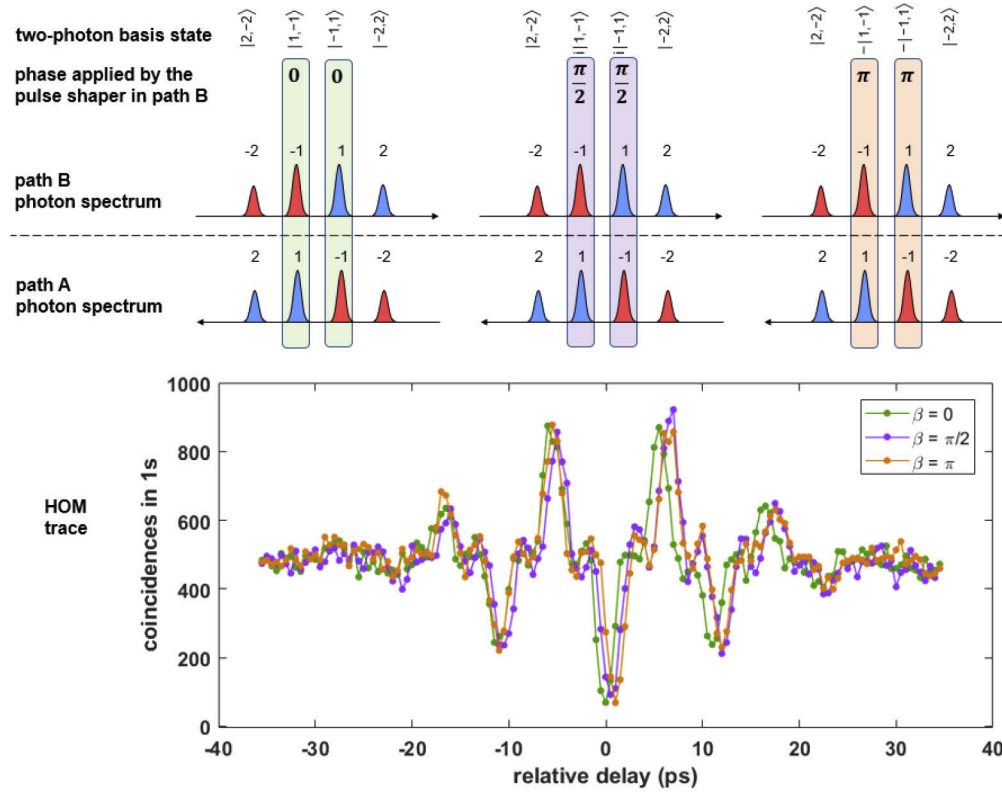 two-photon basis state
|2,−2⟩ |1,−1⟩ |−1,1⟩ |−2,2⟩ |2,−2⟩ i|1,−1⟩ i|−1,1⟩ |−2,2⟩ |2,−2⟩ −|1,−1⟩ −|−1,1⟩ |−2,2⟩
phase applied by the
pulse shaper in path B
0 0 π/2 π/2 π π
-2 -1 1 2 -2 -1 1 2 -2 -1 1 2
path B
photon spectrum
2 1 -1 -2 2 1 -1 -2 2 1 -1 -2
path A
photon spectrum
HOM
trace
coincidences in 1s
1000
800
600
400
200
0
β = 0
β = π/2
β = π
-40 -30 -20 -10 0 10 20 30 40
relative delay (ps)